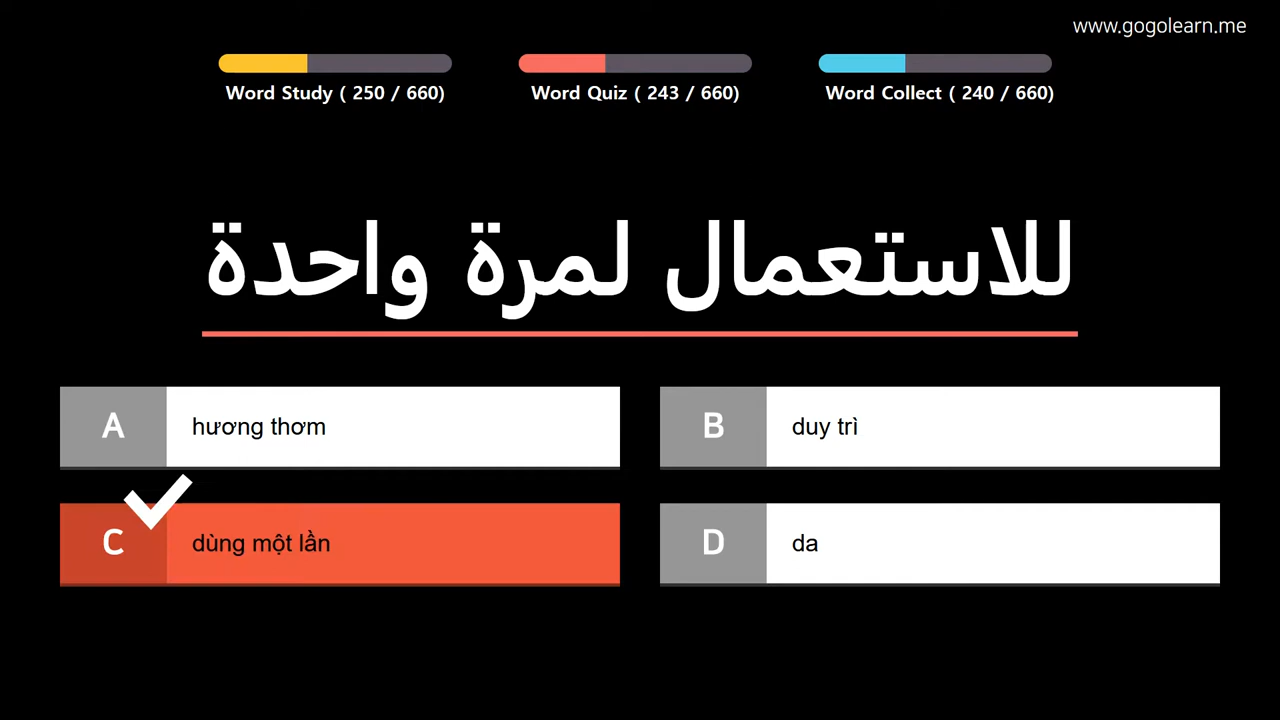 www.gogolearn.me
Word Study ( 250 / 660)
Word Quiz ( 243 / 660)
Word Collect ( 240 / 660)
للاستعمال لمرة واحدة
A hương thơm
B duy trì
C dùng một lần
D da